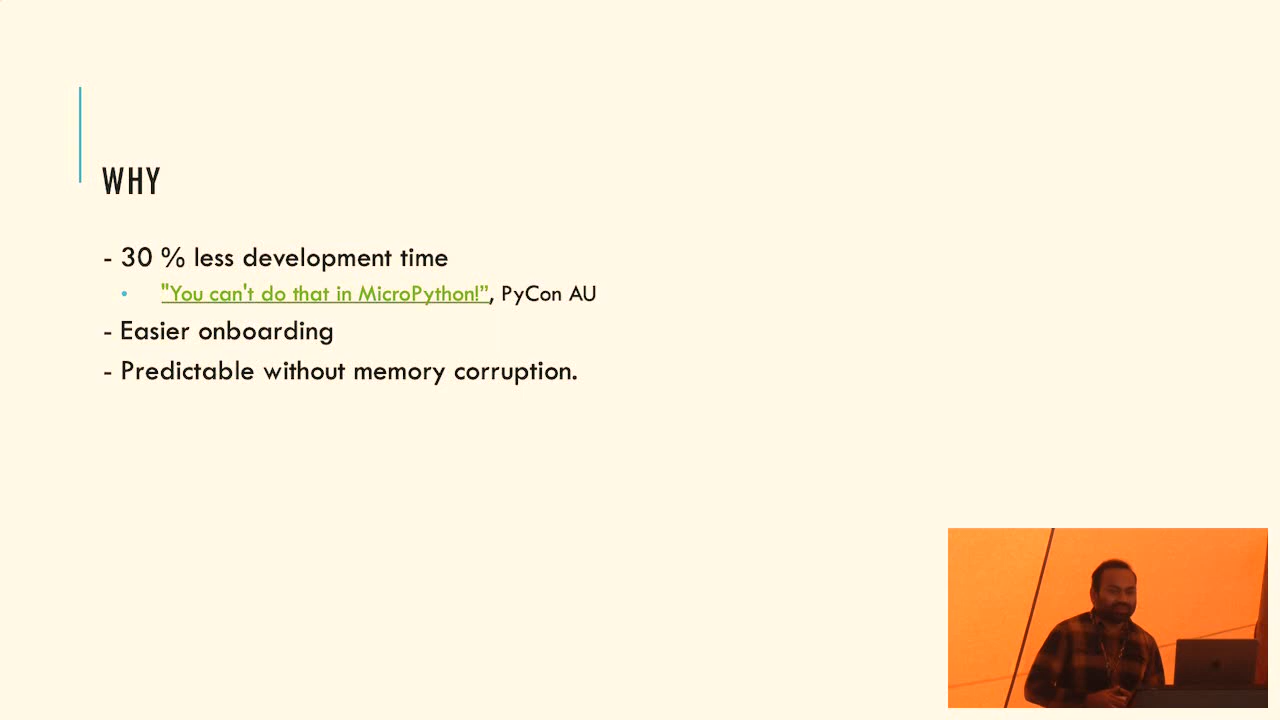 WHY
- 30 % less development time
• "You can't do that in MicroPython!”, PyCon AU
- Easier onboarding
- Predictable without memory corruption.